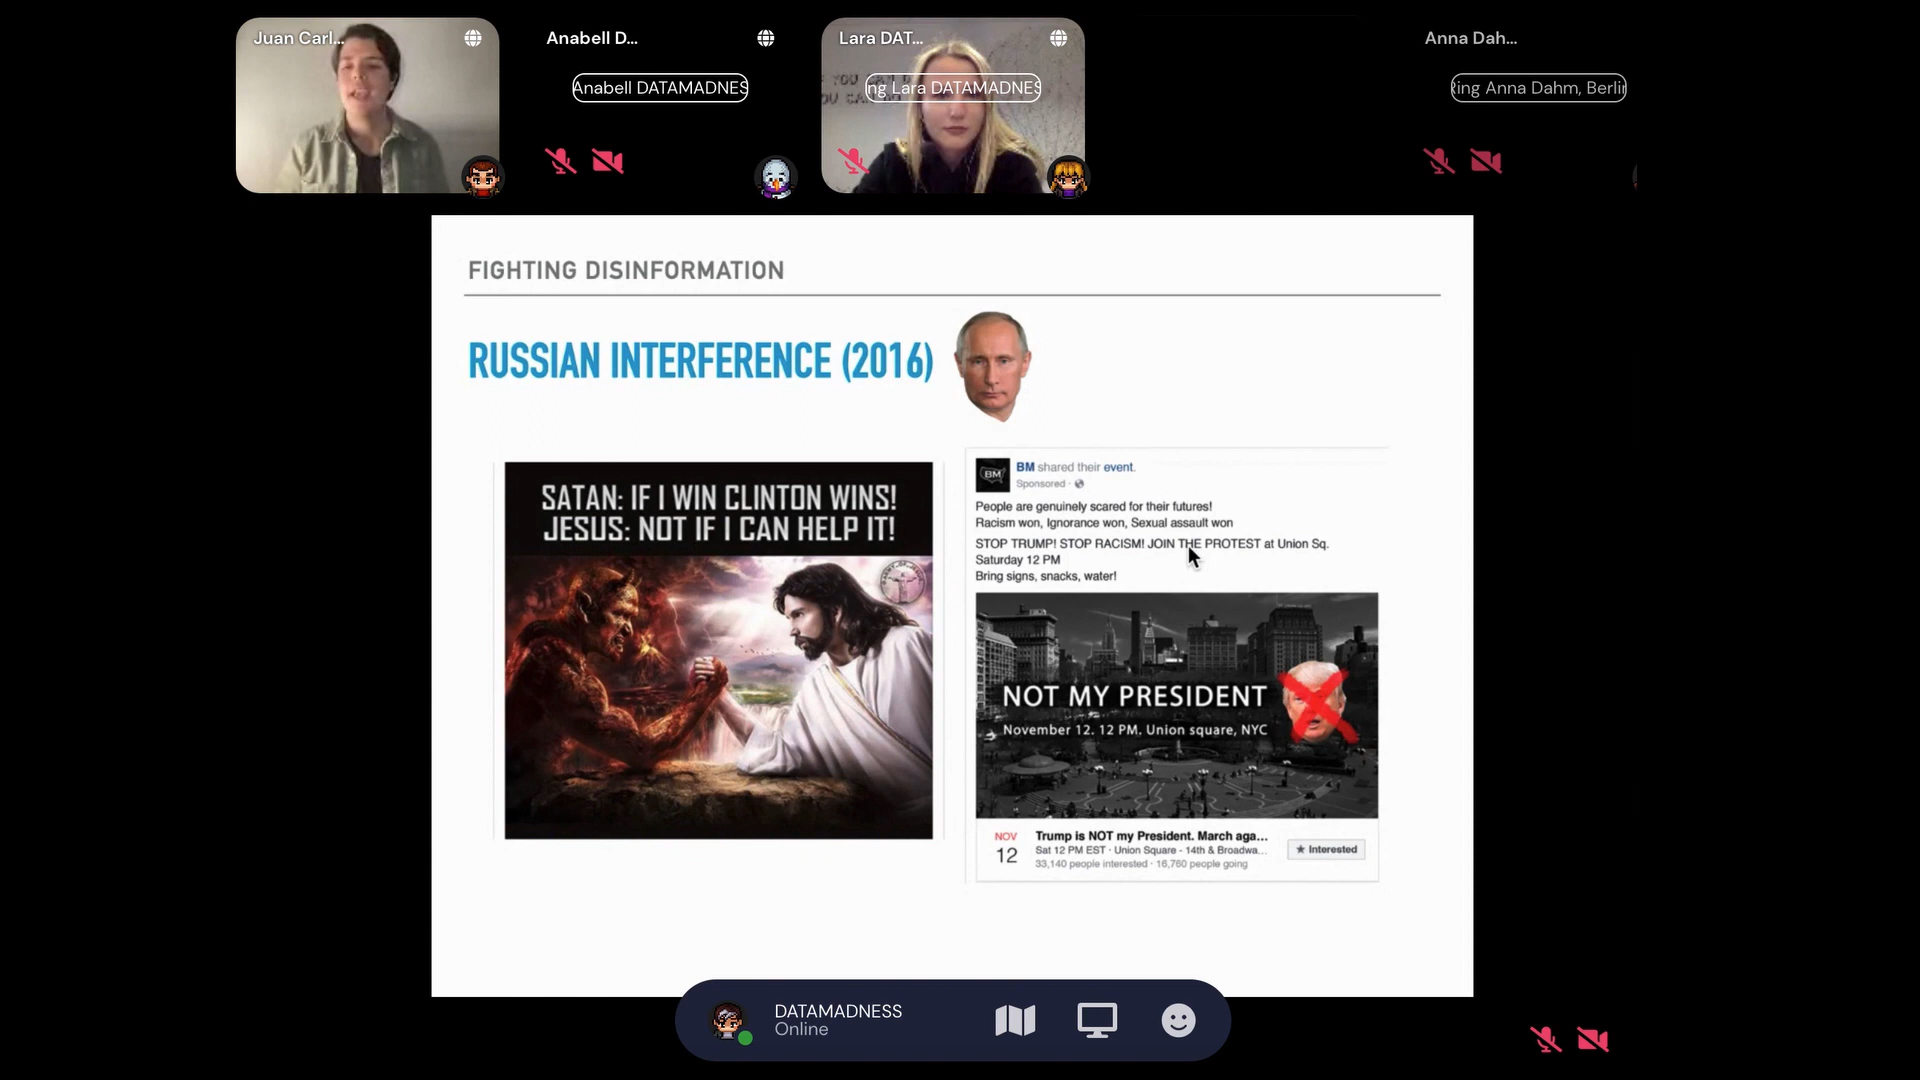 Juan Carl...
Anabell D...
Lara DAT...
Anna Dah...
Anabell DATAMADNES
ng Lara DATAMADNES
ing Anna Dahm, Berlin
FIGHTING DISINFORMATION
RUSSIAN INTERFERENCE (2016)
SATAN: IF I WIN CLINTON WINS!
JESUS: NOT IF I CAN HELP IT!
BM
BM shared their event.
Sponsored ·
People are genuinely scared for their futures!
Racism won, Ignorance won, Sexual assault won
STOP TRUMP! STOP RACISM! JOIN THE PROTEST at Union Sq.
Saturday 12 PM
Bring signs, snacks, water!
NOT MY PRESIDENT
November 12. 12 PM. Union square, NYC
NOV
12
Trump is NOT my President. March aga...
Sat 12 PM EST · Union Square - 14th & Broadwa...
33,140 people interested · 16,760 people going
★ Interested
DATAMADNESS
Online